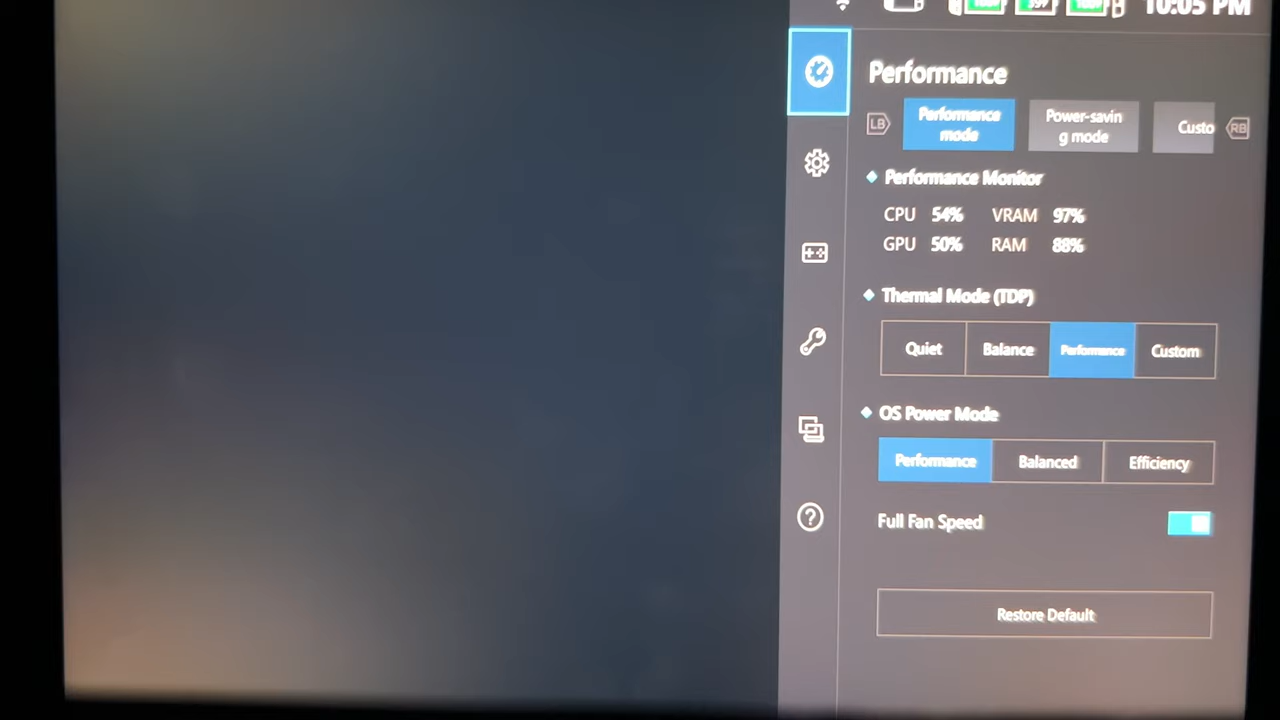 10:05 PM
Performance
LB
Performance
mode
Power-savin
g mode
Custo
RB
Performance Monitor
CPU 54% VRAM 97%
GPU 50% RAM 88%
Thermal Mode (TDP)
Quiet Balance Performance Custom
OS Power Mode
Performance Balanced Efficiency
Full Fan Speed
?
Restore Default